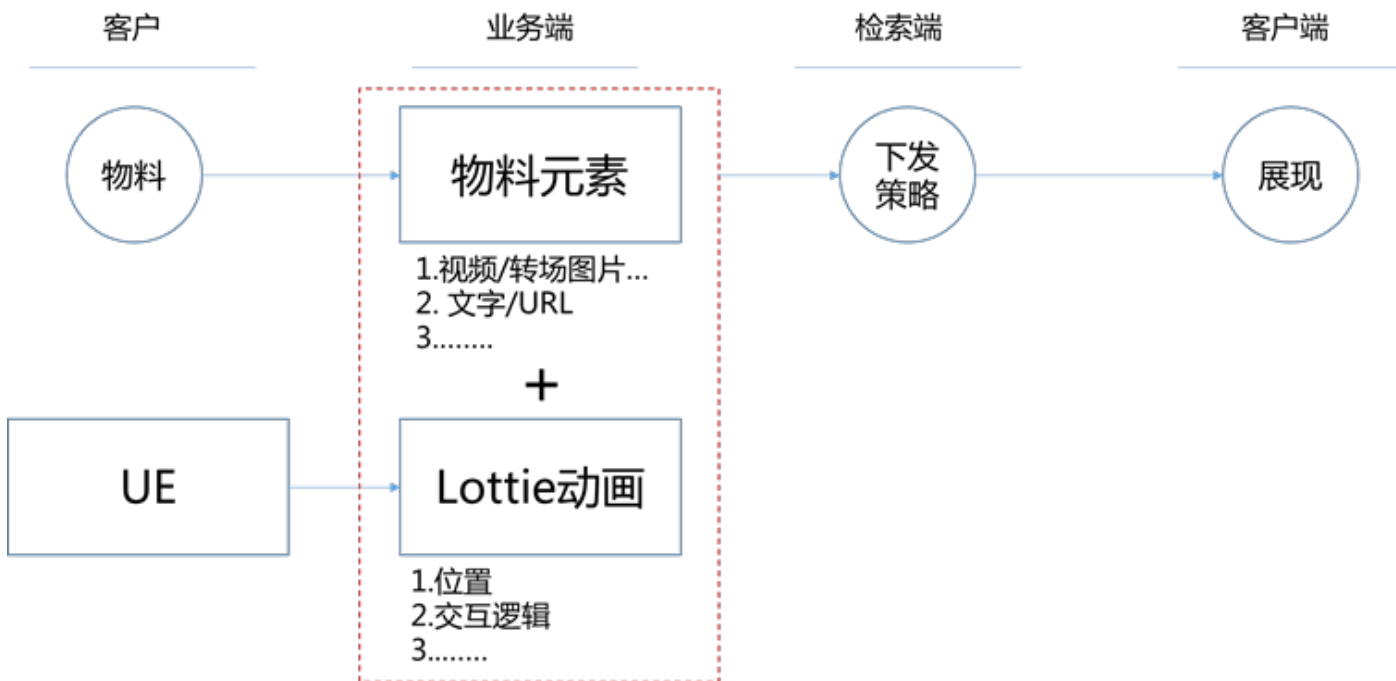 客户
业务端
检索端
客户端
物料
物料元素
下发
策略
展现
1.视频/转场图片...
2. 文字/URL
3........
+
UE
Lottie动画
1.位置
2.交互逻辑
3........